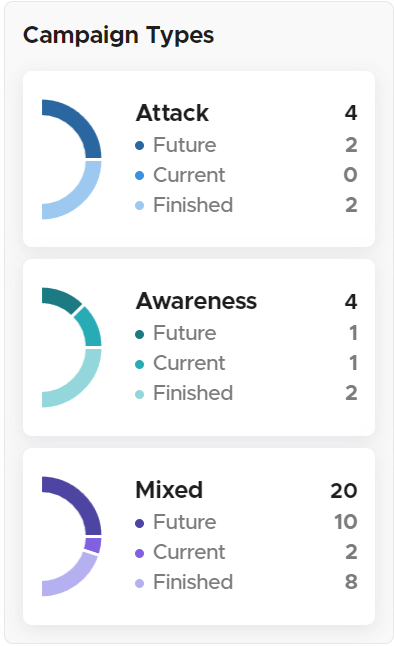 Campaign Types
Attack 4
Future 2
Current 0
Finished 2
Awareness 4
Future 1
Current 1
Finished 2
Mixed 20
Future 10
Current 2
Finished 8